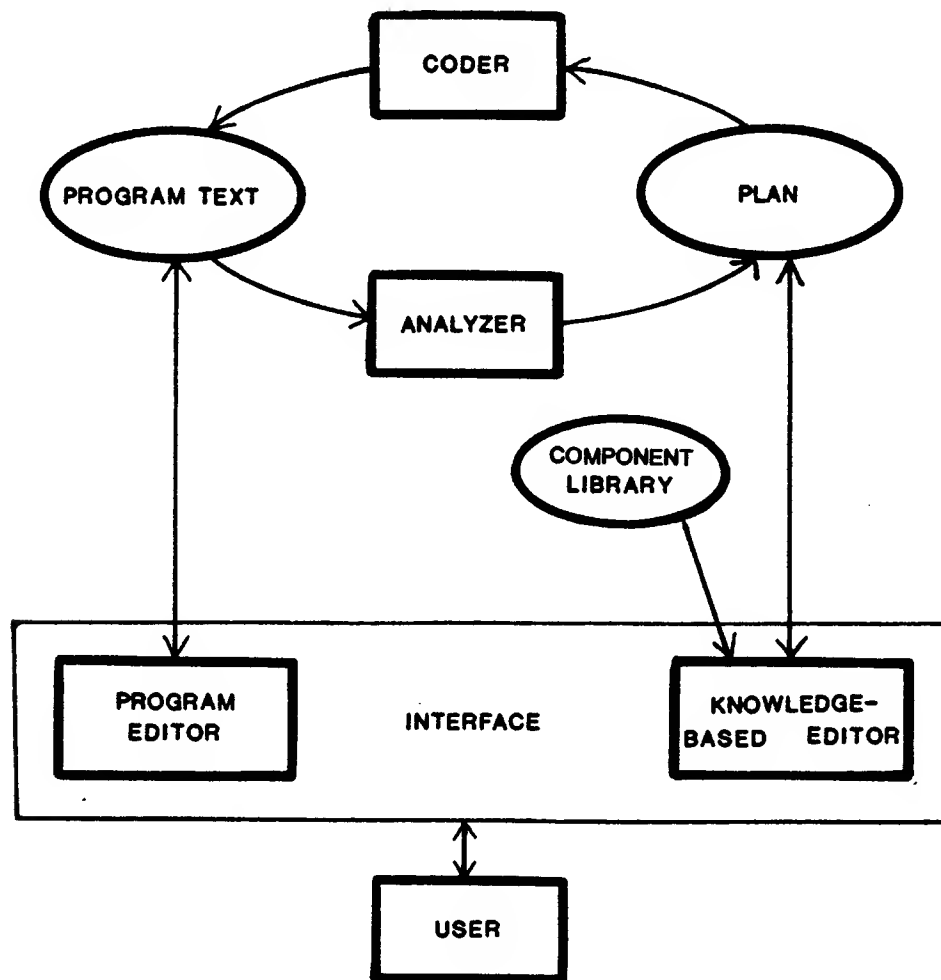 CODER
PROGRAM TEXT
PLAN
ANALYZER
COMPONENT
LIBRARY
PROGRAM
EDITOR
INTERFACE
KNOWLEDGE-
BASED EDITOR
USER